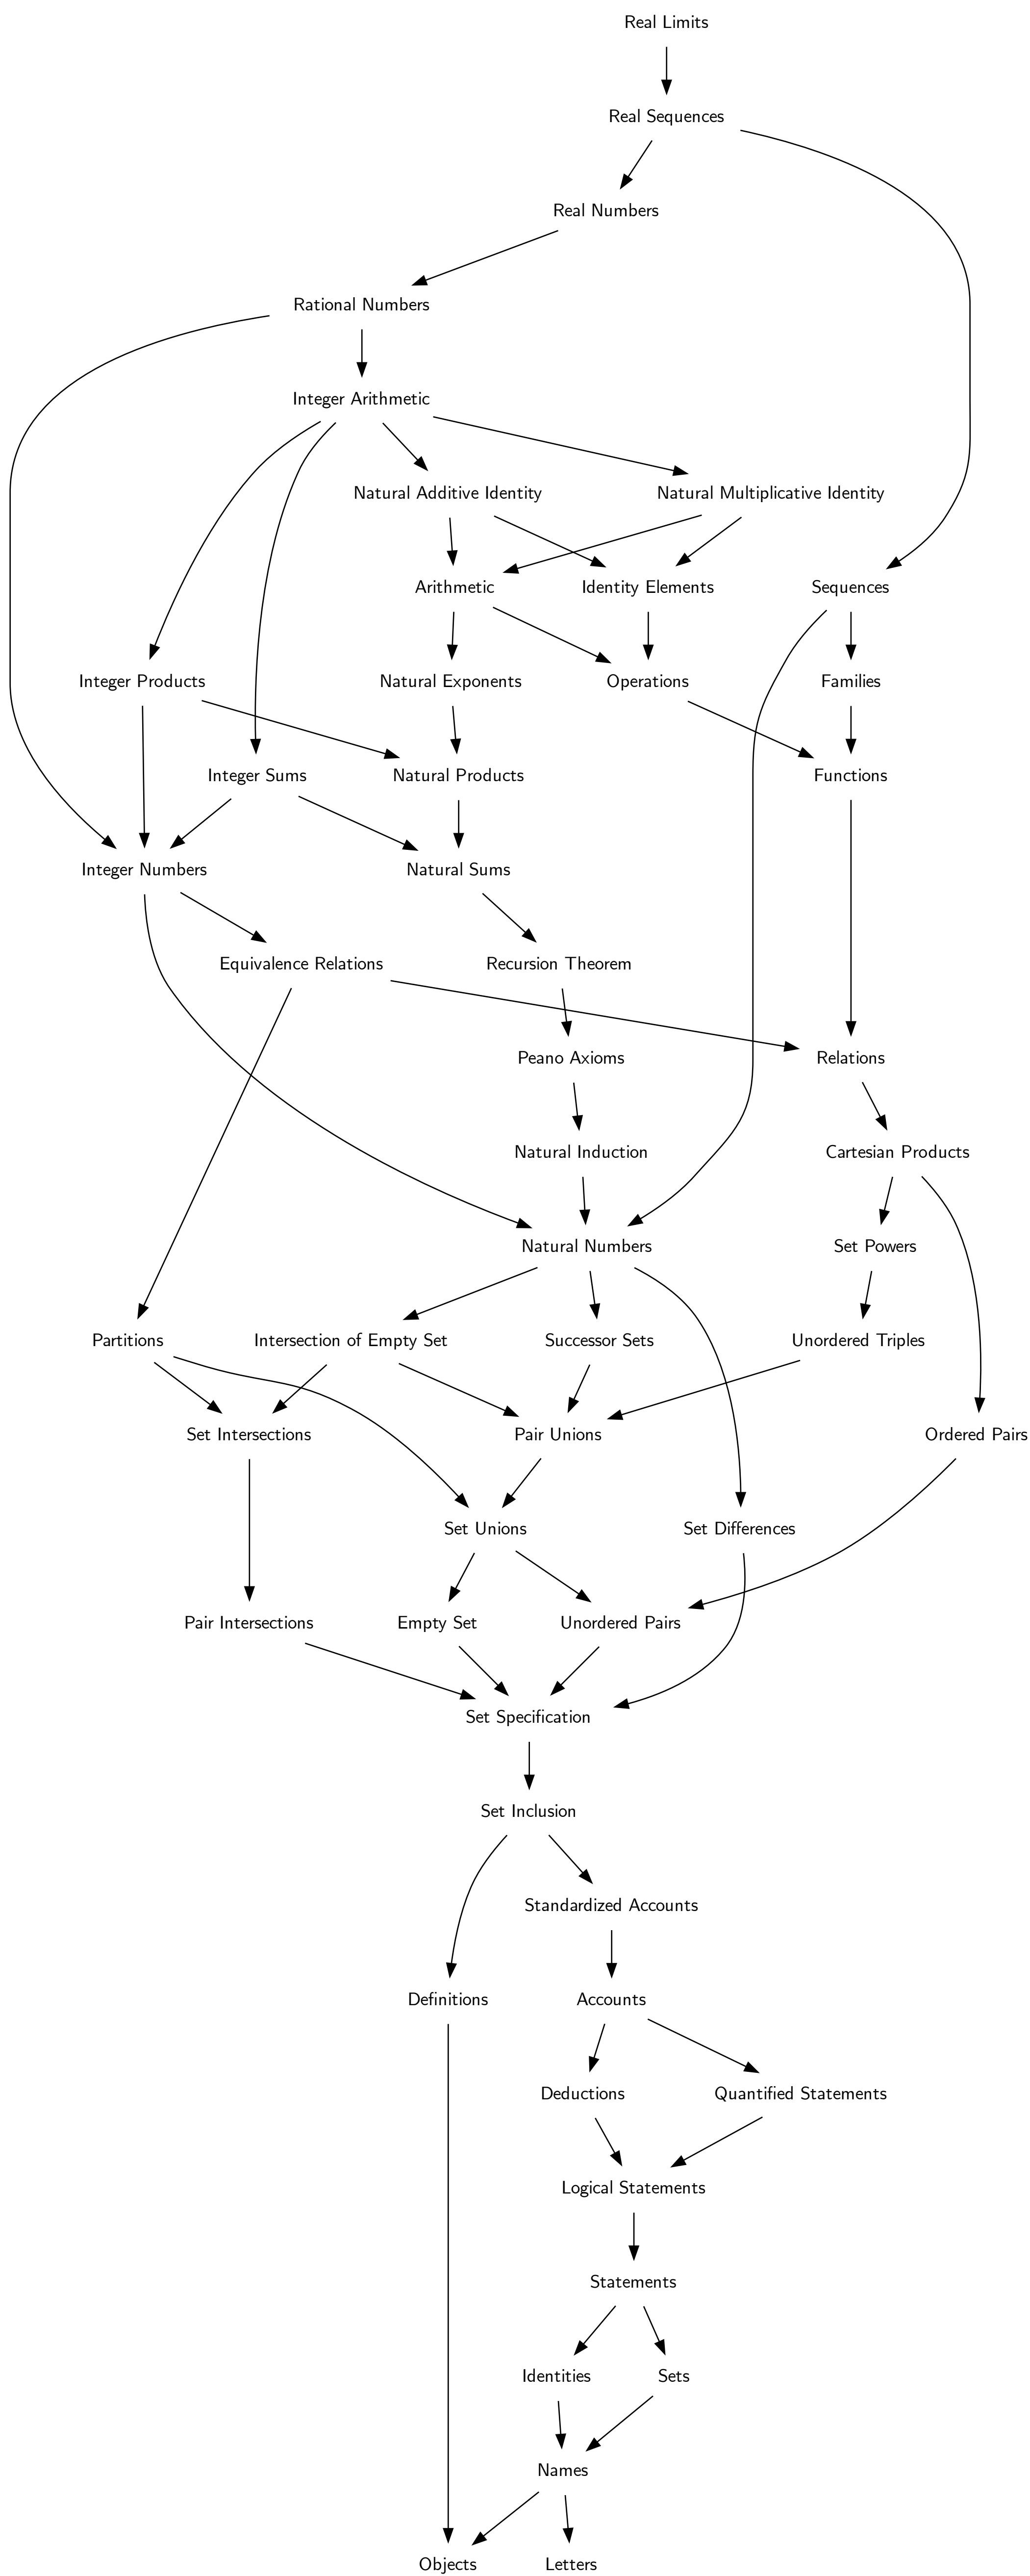 Real Limits
Real Sequences
Real Numbers
Rational Numbers
Integer Arithmetic
Natural Additive Identity
Natural Multiplicative Identity
Arithmetic
Identity Elements
Sequences
Integer Products
Natural Exponents
Operations
Families
Integer Sums
Natural Products
Functions
Integer Numbers
Natural Sums
Equivalence Relations
Recursion Theorem
Peano Axioms
Relations
Natural Induction
Cartesian Products
Natural Numbers
Set Powers
Partitions
Intersection of Empty Set
Successor Sets
Unordered Triples
Set Intersections
Pair Unions
Ordered Pairs
Set Unions
Set Differences
Pair Intersections
Empty Set
Unordered Pairs
Set Specification
Set Inclusion
Standardized Accounts
Definitions
Accounts
Deductions
Quantified Statements
Logical Statements
Statements
Identities
Sets
Names
Objects
Letters